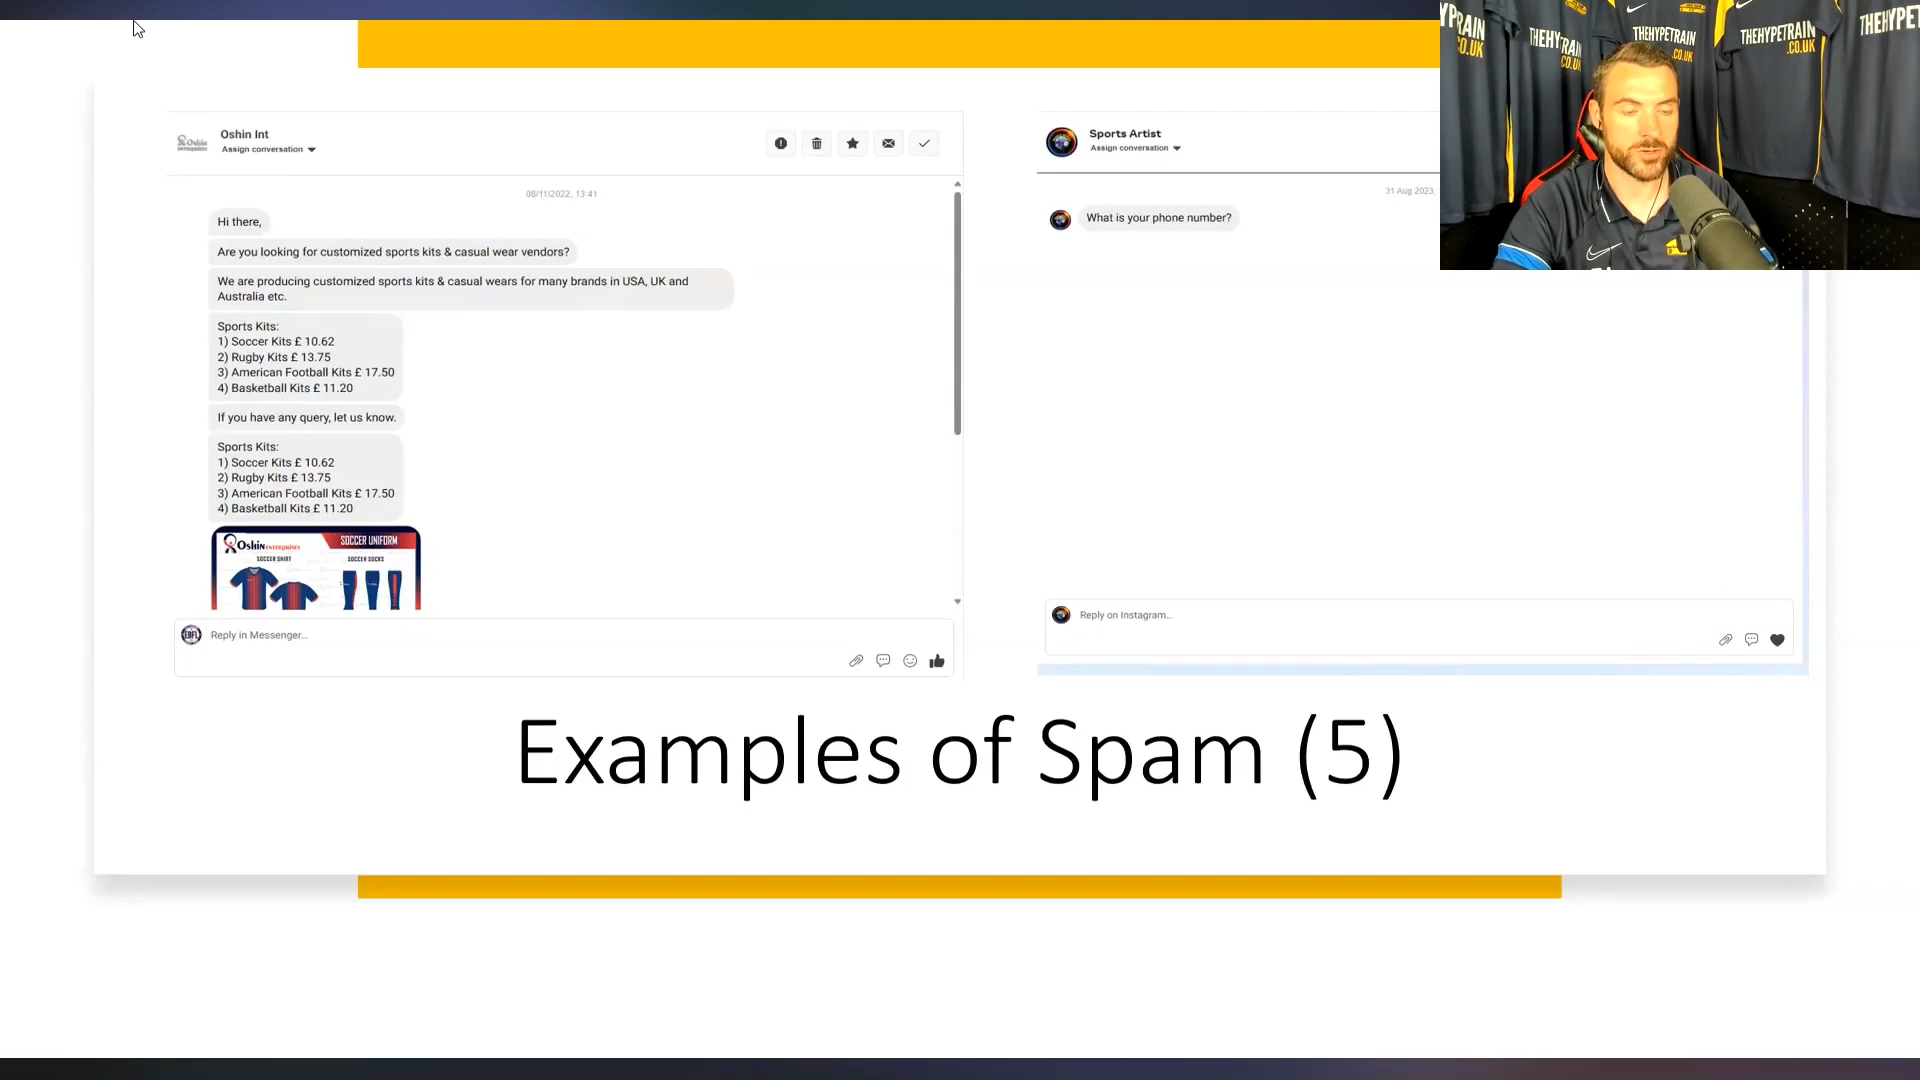 Oshin Int
Assign conversation
08/11/2022, 13:41
Hi there,
Are you looking for customized sports kits & casual wear vendors?
We are producing customized sports kits & casual wears for many brands in USA, UK and
Australia etc.
Sports Kits:
1) Soccer Kits £ 10.62
2) Rugby Kits £ 13.75
3) American Football Kits £ 17.50
4) Basketball Kits £ 11.20
If you have any query, let us know.
Sports Kits:
1) Soccer Kits £ 10.62
2) Rugby Kits £ 13.75
3) American Football Kits £ 17.50
4) Basketball Kits £ 11.20
Oshin ENTERPRISES
SOCCER UNIFORM
SOCCER SHIRT
SOCCER SOCKS
EBFL
Reply in Messenger...
Sports Artist
Assign conversation
31 Aug 2023,
What is your phone number?
Reply on Instagram...
YPETRAIN
CO.UK
THEHYPETRAIN
CO.UK
THEHYPETRAIN
.CO.UK
THEHYPETRAIN
.CO.UK
THEHYPET
Examples of Spam (5)